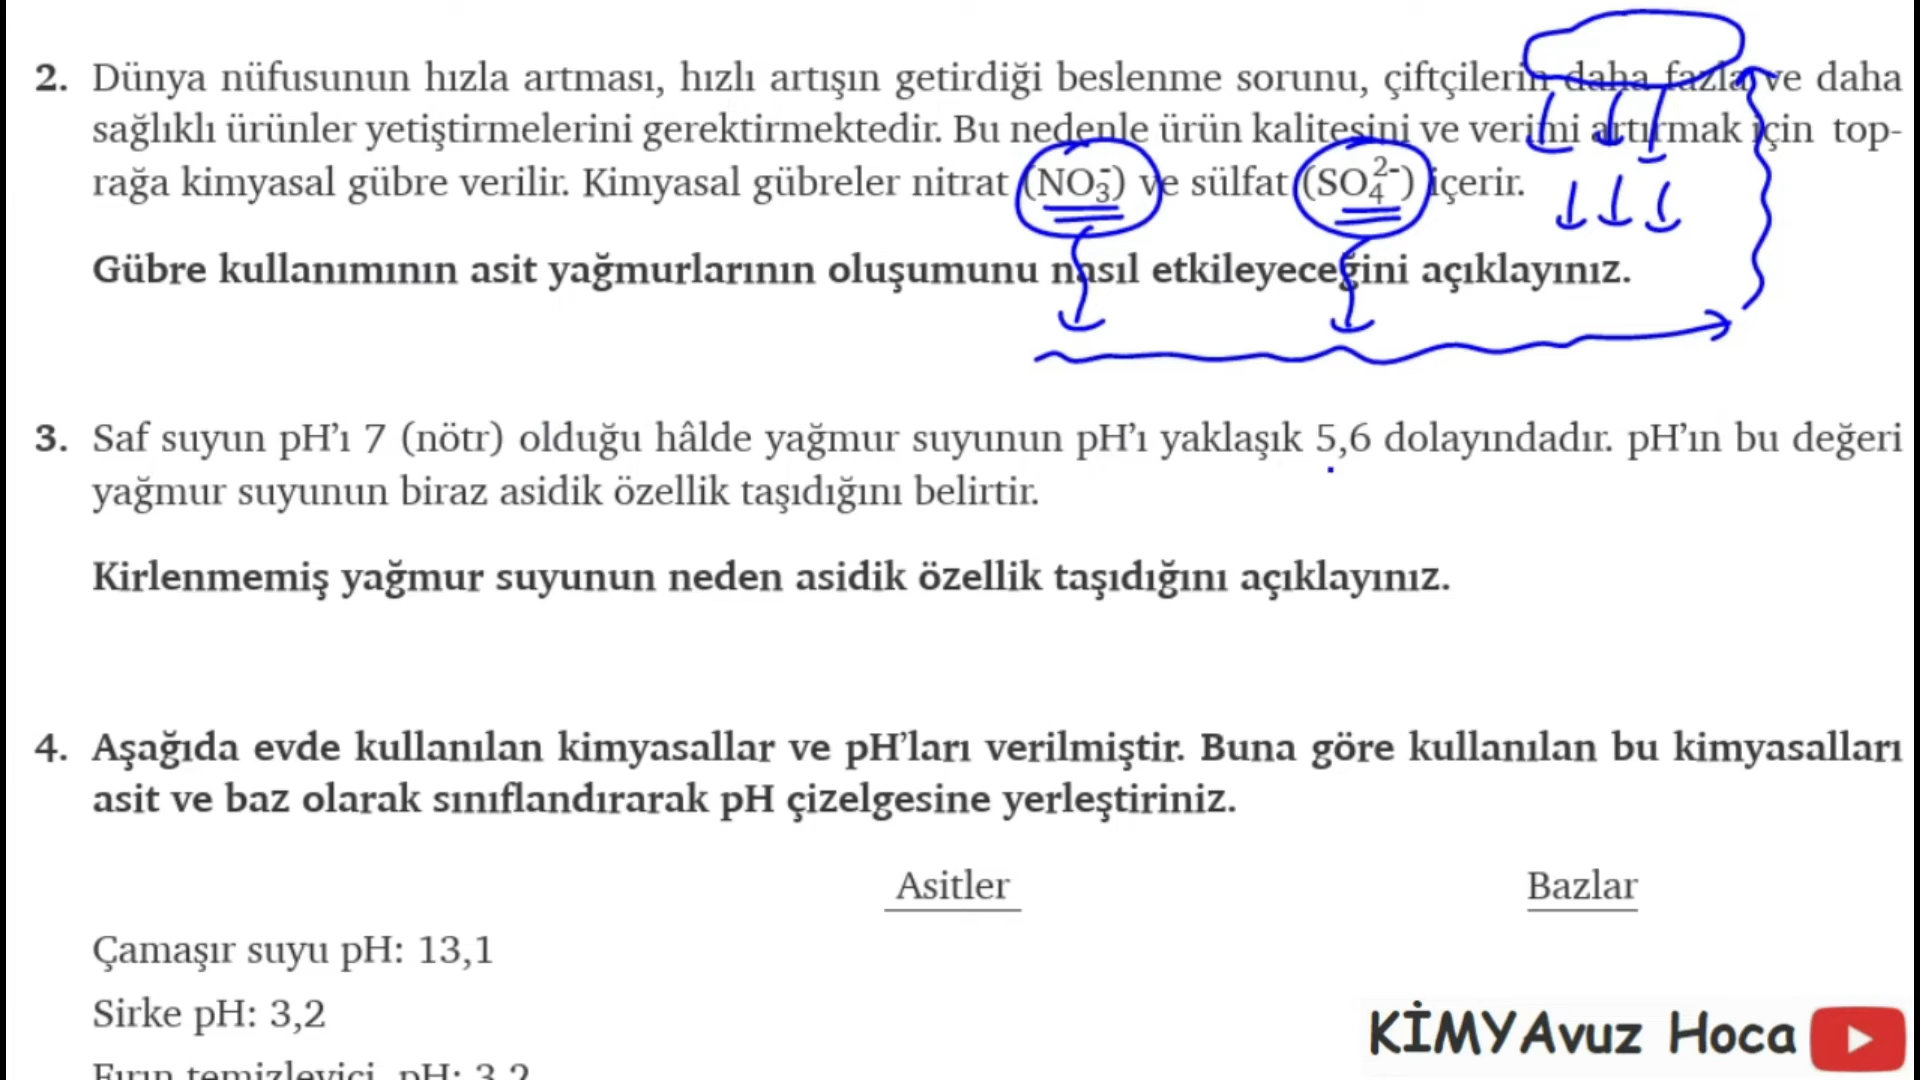 2. Dünya nüfusunun hızla artması, hızlı artışın getirdiği beslenme sorunu, çiftçilerin daha fazla ve daha
sağlıklı ürünler yetiştirmelerini gerektirmektedir. Bu nedenle ürün kalitesini ve verimi artırmak için top-
rağa kimyasal gübre verilir. Kimyasal gübreler nitrat (NO₃⁻) ve sülfat (SO₄²⁻) içerir.
Gübre kullanımının asit yağmurlarının oluşumunu nasıl etkileyeceğini açıklayınız.
3. Saf suyun pH’ı 7 (nötr) olduğu hâlde yağmur suyunun pH’ı yaklaşık 5,6 dolayındadır. pH’ın bu değeri
yağmur suyunun biraz asidik özellik taşıdığını belirtir.
Kirlenmemiş yağmur suyunun neden asidik özellik taşıdığını açıklayınız.
4. Aşağıda evde kullanılan kimyasallar ve pH’ları verilmiştir. Buna göre kullanılan bu kimyasalları
asit ve baz olarak sınıflandırarak pH çizelgesine yerleştiriniz.
Asitler Bazlar
Çamaşır suyu pH: 13,1
Sirke pH: 3,2
Fırın temizleyici pH: 3,2
KİMYAvuz Hoca